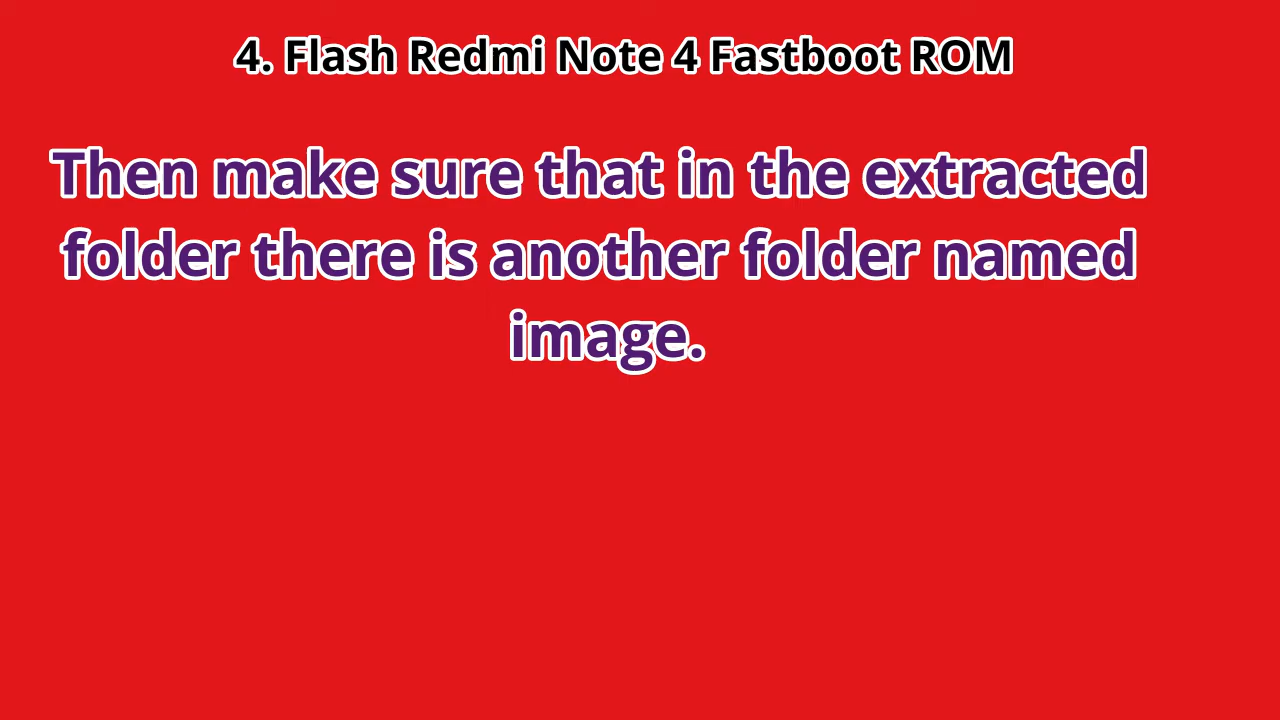 4. Flash Redmi Note 4 Fastboot ROM
Then make sure that in the extracted
folder there is another folder named
image.